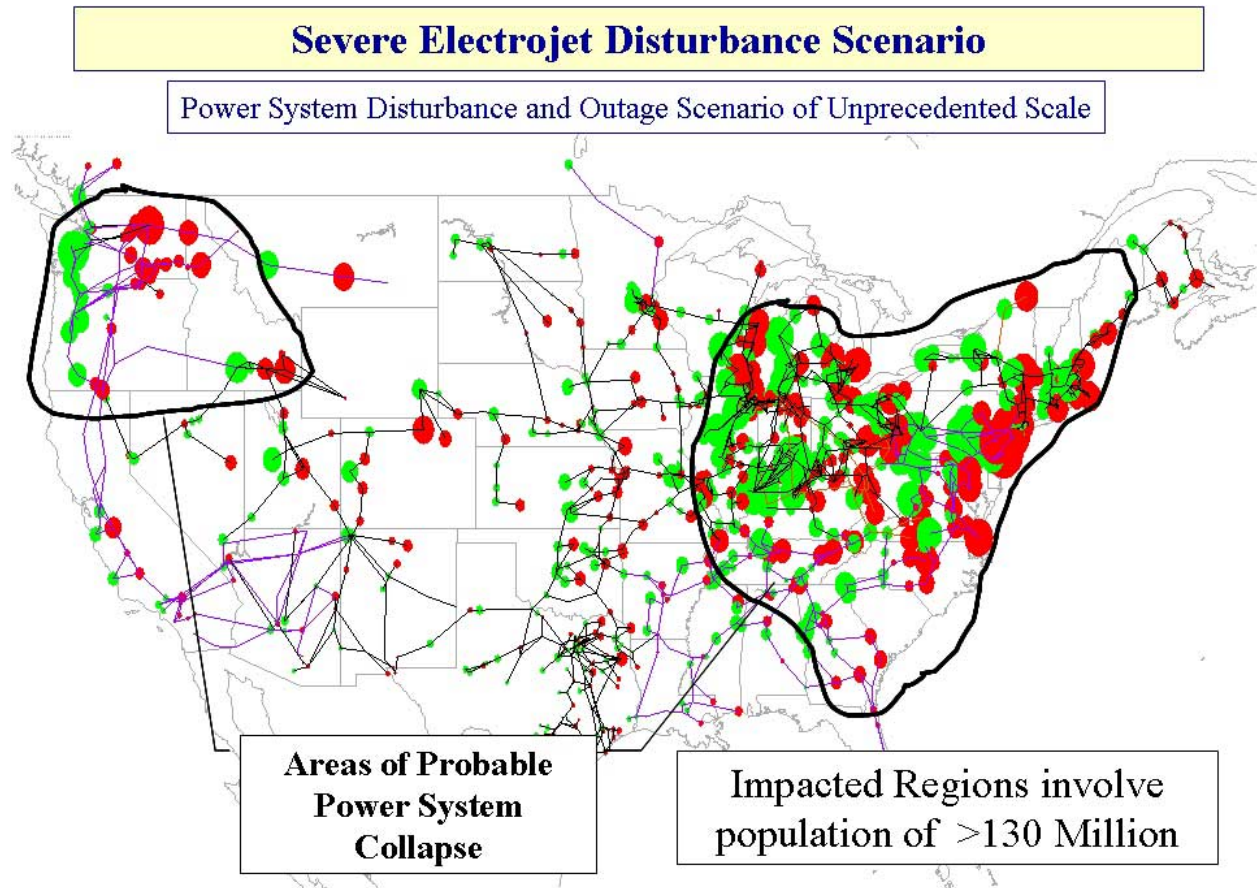 Severe Electrojet Disturbance Scenario
Power System Disturbance and Outage Scenario of Unprecedented Scale
Areas of Probable
Power System
Collapse
Impacted Regions involve
population of >130 Million